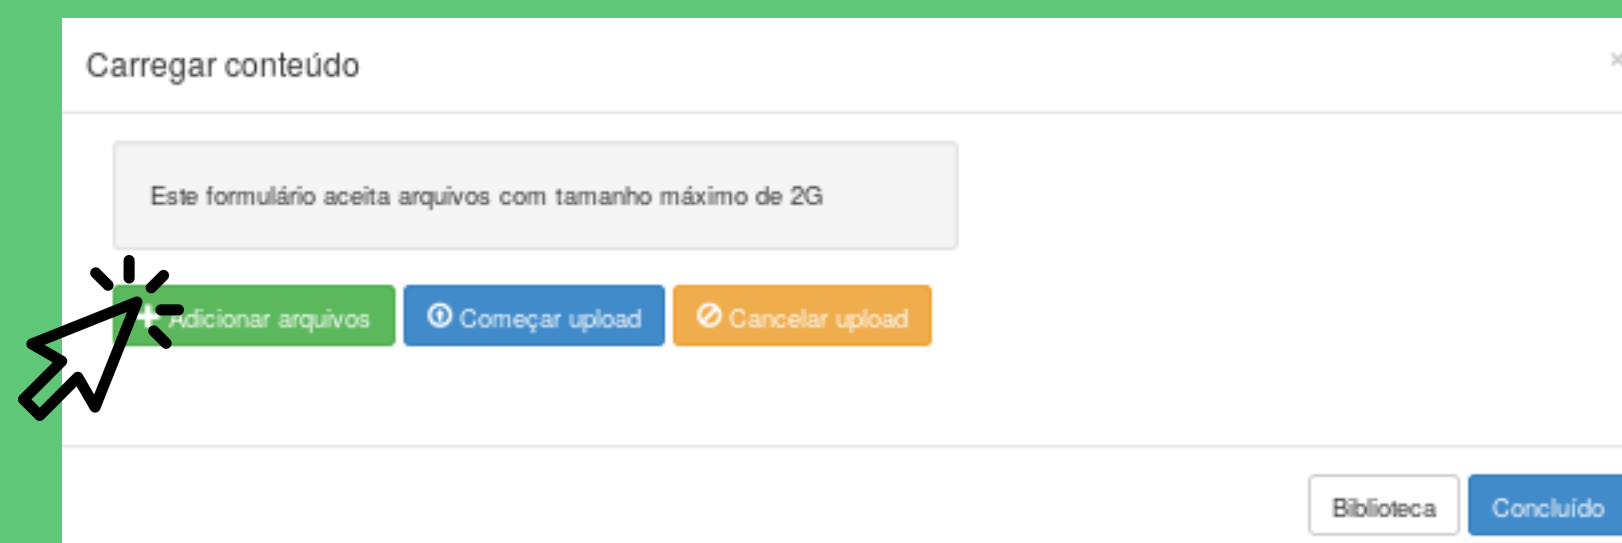 Carregar conteúdo
×
Este formulário aceita arquivos com tamanho máximo de 2G
Adicionar arquivos
Começar upload
Cancelar upload
Biblioteca
Concluído